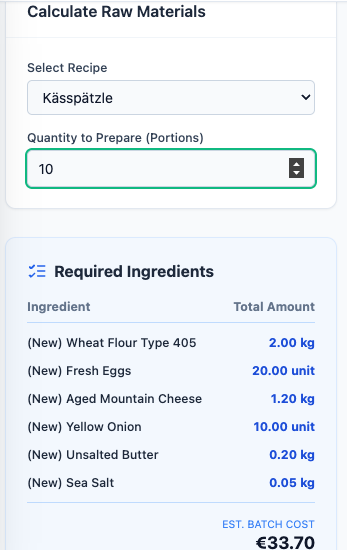 Calculate Raw Materials
Select Recipe
Kässpätzle
Quantity to Prepare (Portions)
10
Required Ingredients
Ingredient Total Amount
(New) Wheat Flour Type 405 2.00 kg
(New) Fresh Eggs 20.00 unit
(New) Aged Mountain Cheese 1.20 kg
(New) Yellow Onion 10.00 unit
(New) Unsalted Butter 0.20 kg
(New) Sea Salt 0.05 kg
EST. BATCH COST
€33.70